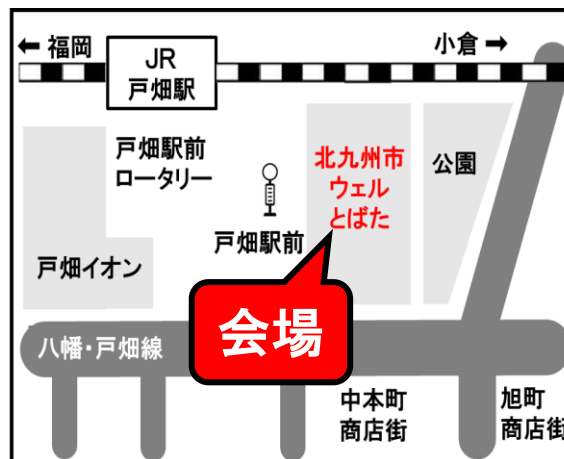 ← 福岡
JR
戸畑駅
小倉 →
戸畑駅前
ロータリー
北九州市
ウェル
とばた
公園
戸畑駅前
戸畑イオン
会場
八幡・戸畑線
中本町
商店街
旭町
商店街